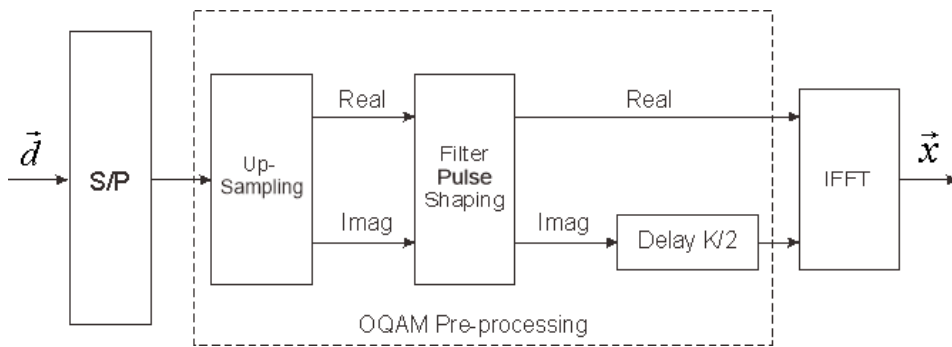 d⃗
S/P
Up-
Sampling
Real
Imag
Filter
Pulse
Shaping
Real
Imag
Delay K/2
IFFT
x⃗
OQAM Pre-processing